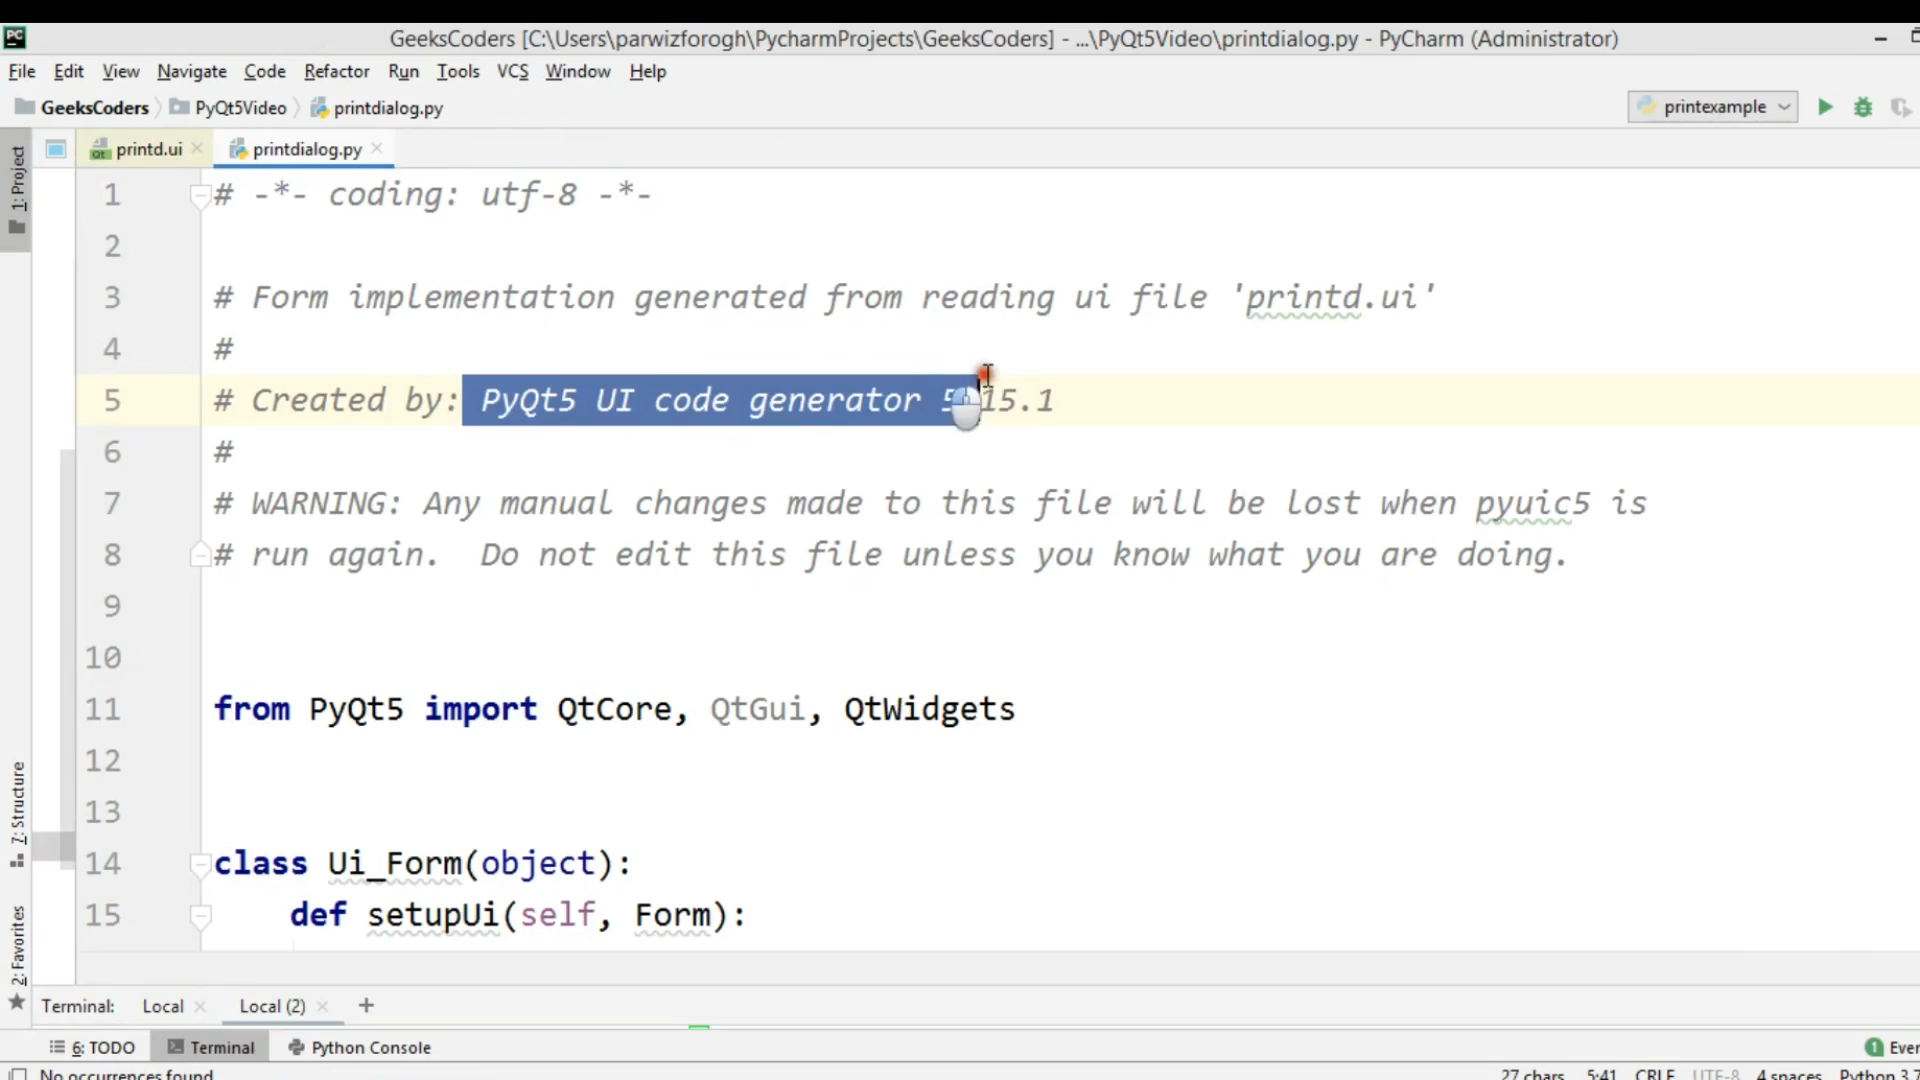 PC
GeeksCoders [C:\Users\parwizforogh\PycharmProjects\GeeksCoders] - ...\PyQt5Video\printdialog.py - PyCharm (Administrator)
File Edit View Navigate Code Refactor Run Tools VCS Window Help
GeeksCoders PyQt5Video printdialog.py
printexample
1: Project
printd.ui
printdialog.py
1 # -*- coding: utf-8 -*-
2
3 # Form implementation generated from reading ui file 'printd.ui'
4 #
5 # Created by: PyQt5 UI code generator 5 15.1
6 #
7 # WARNING: Any manual changes made to this file will be lost when pyuic5 is
8 # run again.  Do not edit this file unless you know what you are doing.
9
10
11 from PyQt5 import QtCore, QtGui, QtWidgets
12
13
14 class Ui_Form(object):
15 def setupUi(self, Form):
7: Structure
2: Favorites
Terminal: Local Local (2) +
6: TODO Terminal Python Console
1 Ever
No occurrences found
27 chars 5:41 CRLF UTF-8 4 spaces Python 3.7